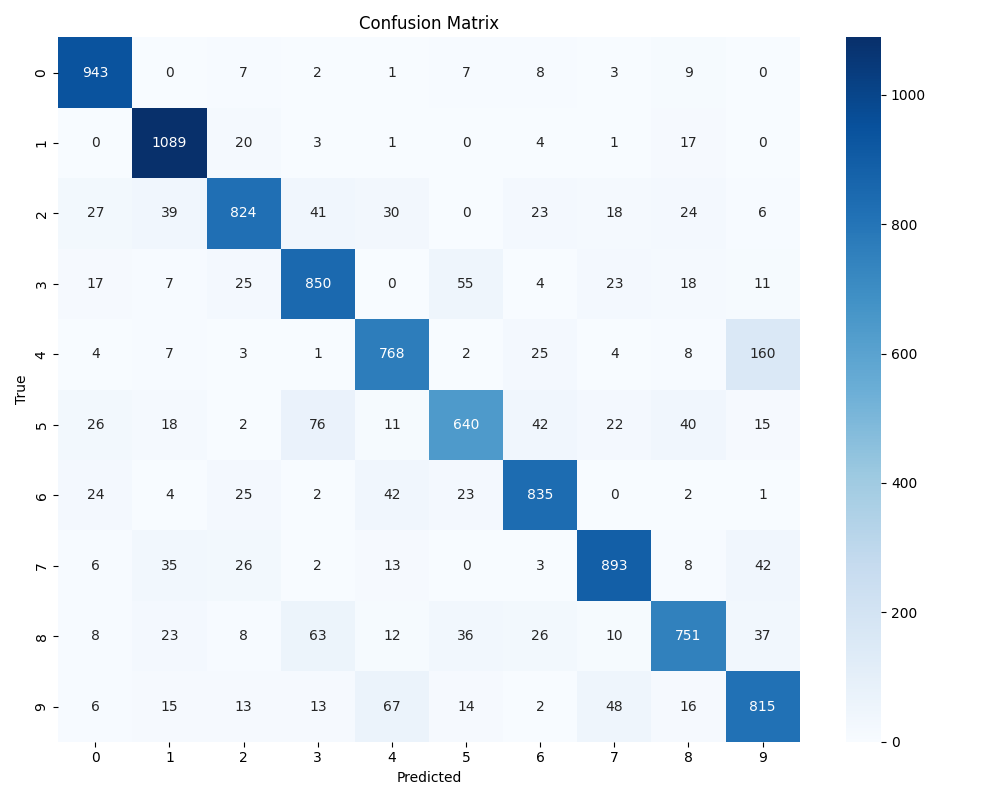 Confusion Matrix
0 943 0 7 2 1 7 8 3 9 0
1 0 1089 20 3 1 0 4 1 17 0
2 27 39 824 41 30 0 23 18 24 6
3 17 7 25 850 0 55 4 23 18 11
4 4 7 3 1 768 2 25 4 8 160
5 26 18 2 76 11 640 42 22 40 15
6 24 4 25 2 42 23 835 0 2 1
7 6 35 26 2 13 0 3 893 8 42
8 8 23 8 63 12 36 26 10 751 37
9 6 15 13 13 67 14 2 48 16 815
0 1 2 3 4 5 6 7 8 9
Predicted
True
1000
800
600
400
200
0